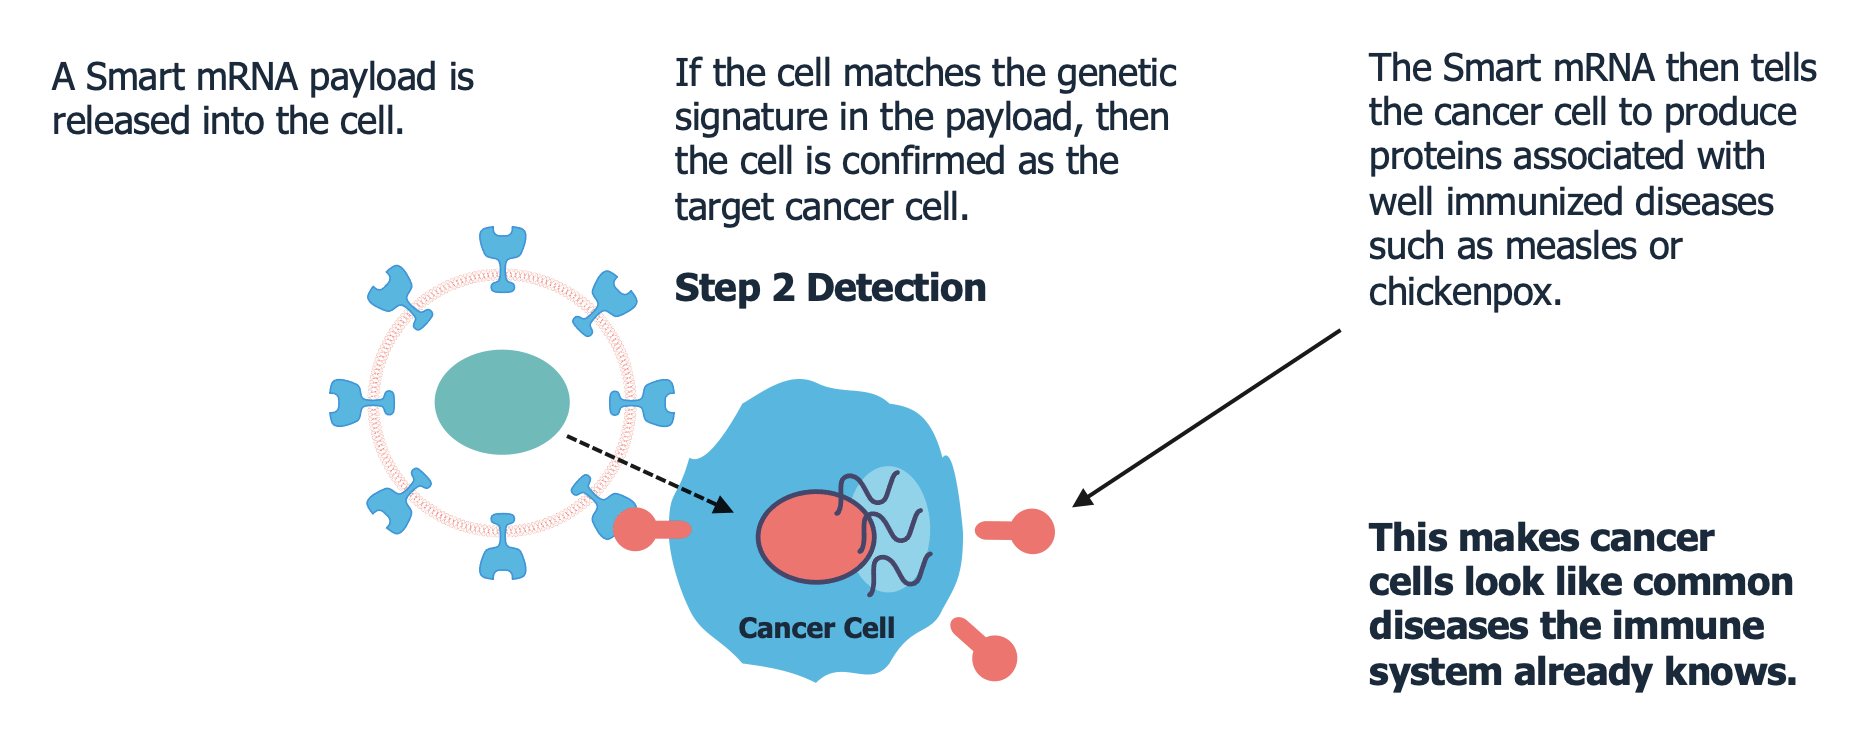 A Smart mRNA payload is
released into the cell.
If the cell matches the genetic
signature in the payload, then
the cell is confirmed as the
target cancer cell.
Step 2 Detection
The Smart mRNA then tells
the cancer cell to produce
proteins associated with
well immunized diseases
such as measles or
chickenpox.
Cancer Cell
This makes cancer
cells look like common
diseases the immune
system already knows.